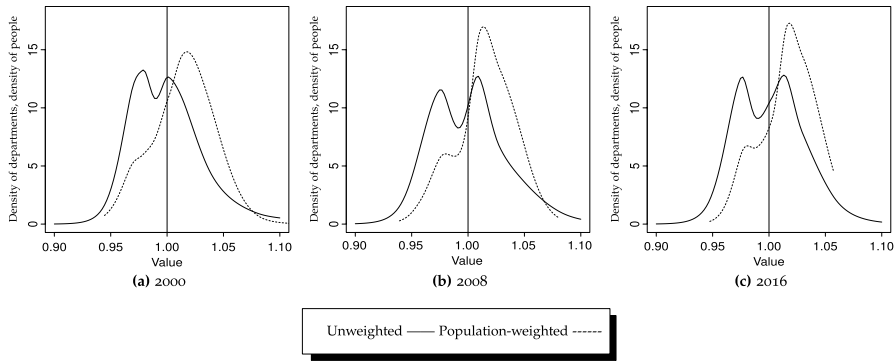 Density of departments, density of people
15
10
5
0
0.90 0.95 1.00 1.05 1.10
Value
(a) 2000
Density of departments, density of people
15
10
5
0
0.90 0.95 1.00 1.05 1.10
Value
(b) 2008
Density of departments, density of people
15
10
5
0
0.90 0.95 1.00 1.05 1.10
Value
(c) 2016
Unweighted Population-weighted